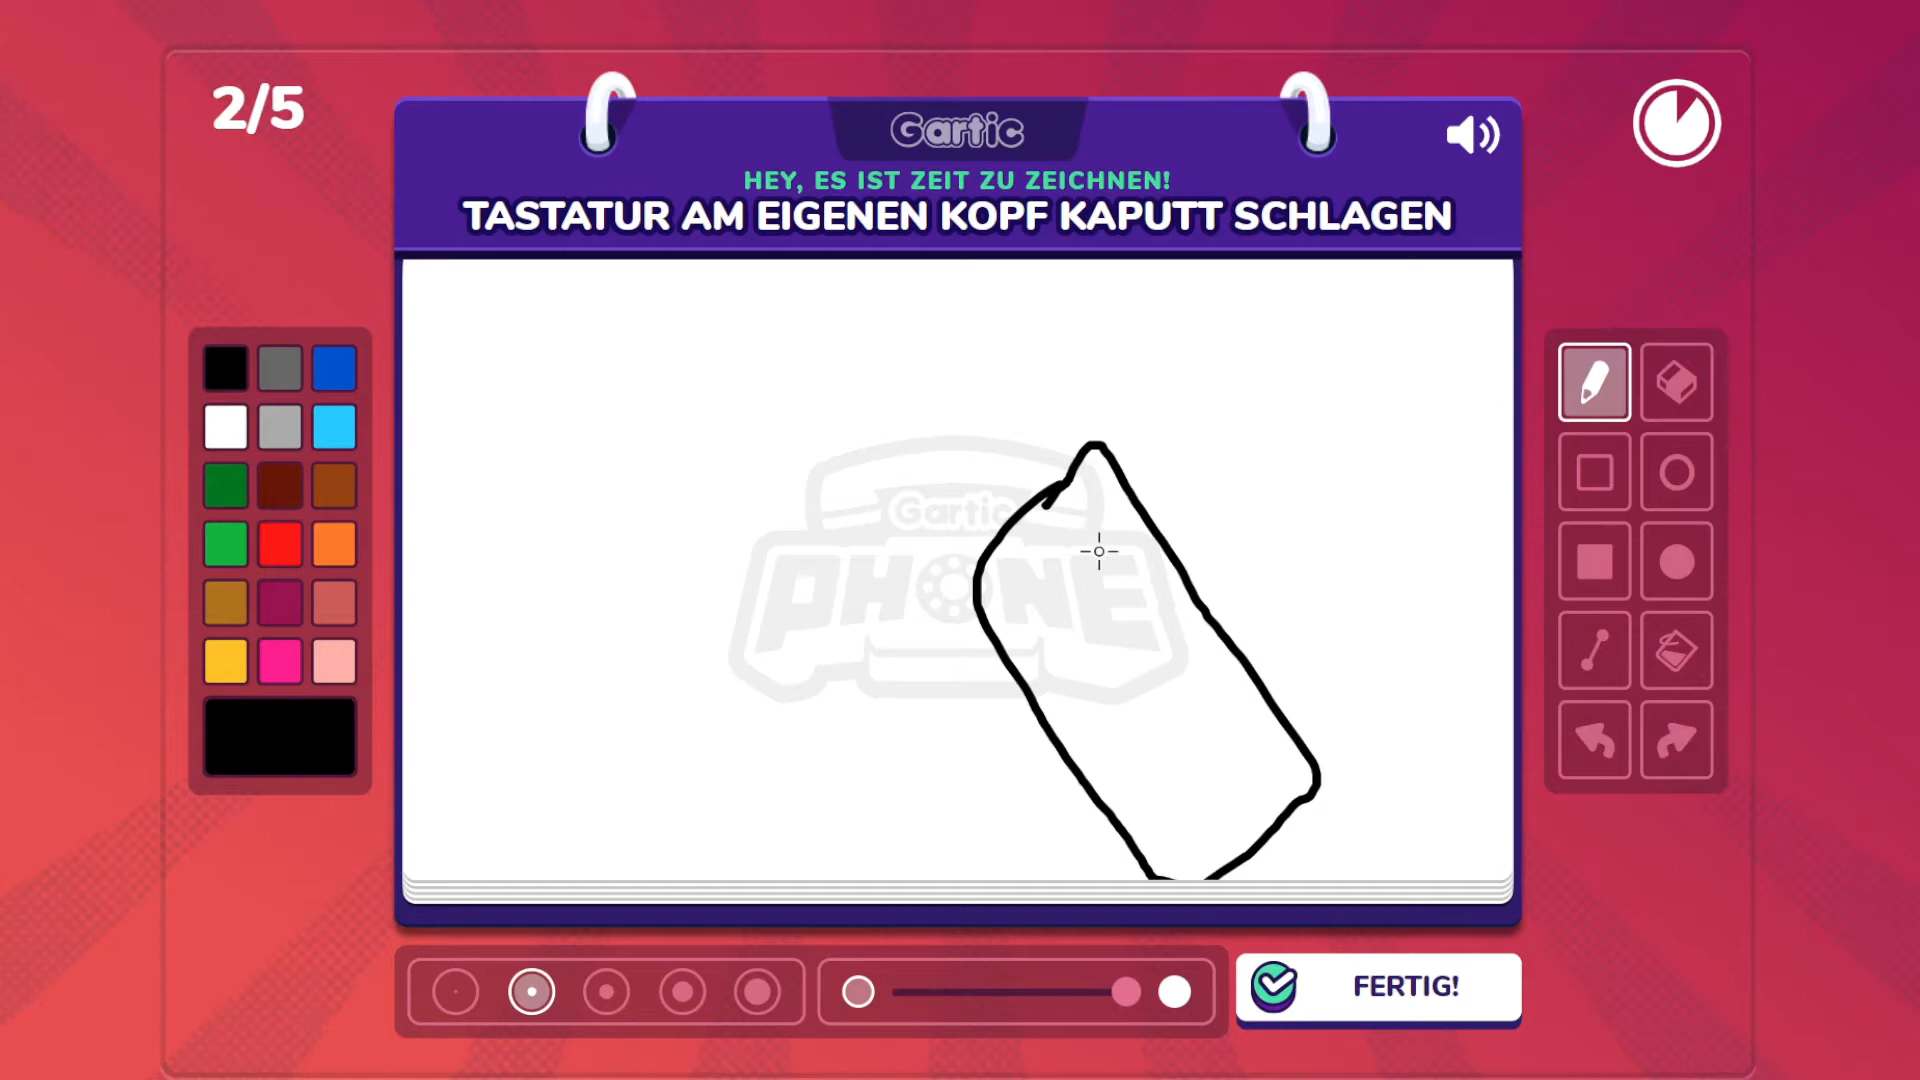 2/5
Gartic
HEY, ES IST ZEIT ZU ZEICHNEN!
TASTATUR AM EIGENEN KOPF KAPUTT SCHLAGEN
Gartic
PHONE
FERTIG!